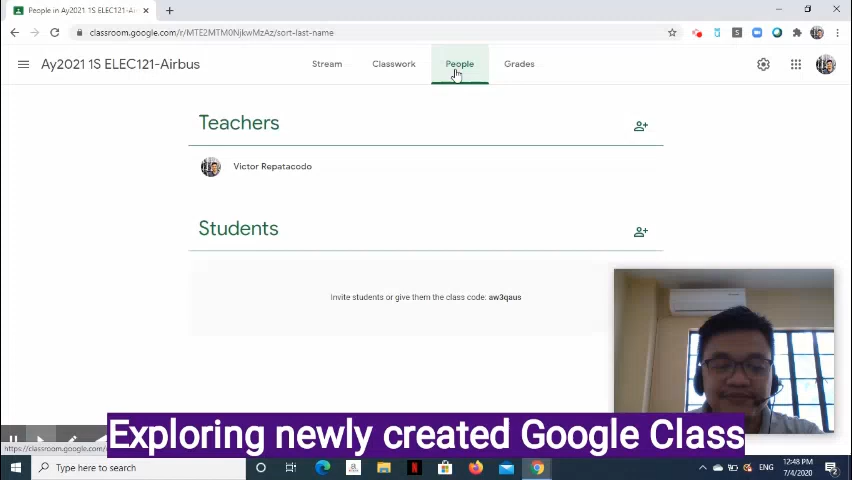 People in Ay2021 1S ELEC121-Air
classroom.google.com/r/MTE2MTM0NjkwMzAz/sort-last-name
Ay2021 1S ELEC121-Airbus
Stream
Classwork
People
Grades
Teachers
Victor Repatacodo
Students
Invite students or give them the class code: aw3qaus
Exploring newly created Google Class
https://classroom.google.com/
Type here to search
ENG
12:48 PM
7/4/2020
2